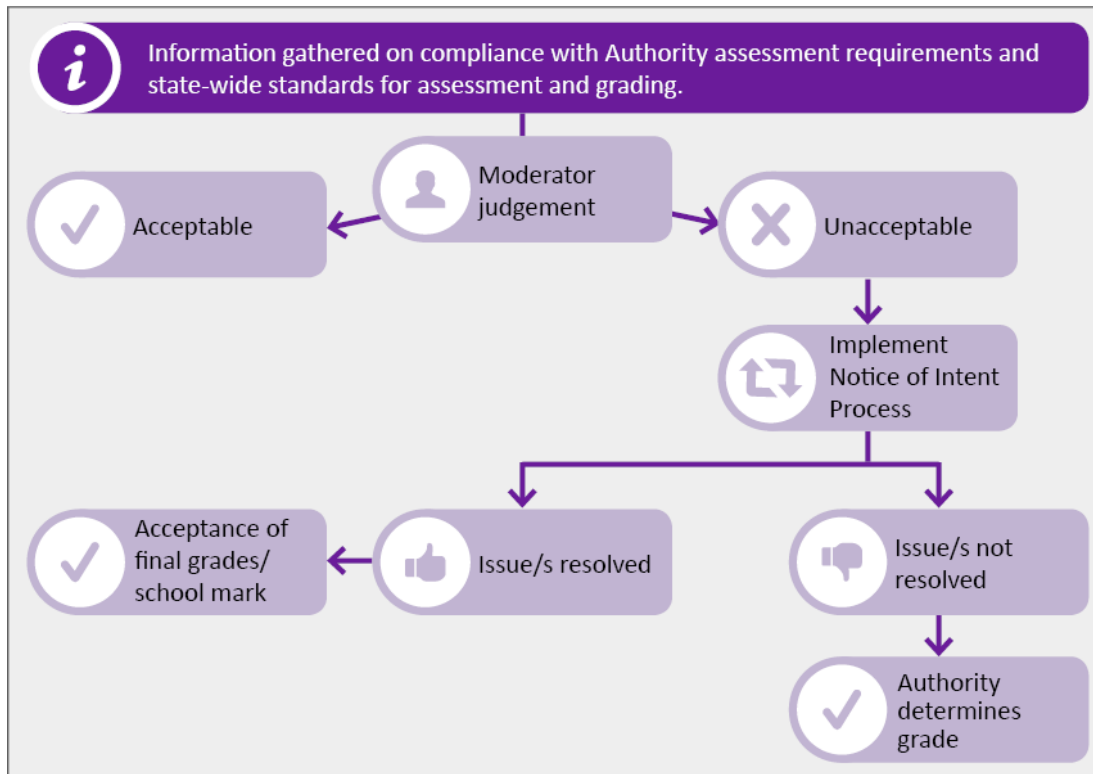 Information gathered on compliance with Authority assessment requirements and
state-wide standards for assessment and grading.
Moderator
judgement
Acceptable
Unacceptable
Implement
Notice of Intent
Process
Acceptance of
final grades/
school mark
Issue/s resolved
Issue/s not
resolved
Authority
determines
grade